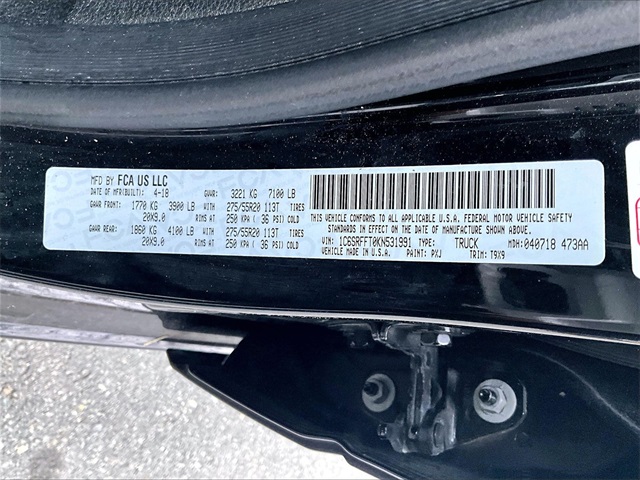 MFD BY FCA US LLC
DATE OF MFR(BUILT): 4-18 GVWR: 3221 KG 7100 LB
GAWR FRONT: 1770 KG 3900 LB WITH 275/55R20 113T TIRES
20X9.0 RIMS AT 250 KPA ( 36 PSI) COLD
GAWR REAR: 1860 KG 4100 LB WITH 275/55R20 113T TIRES
20X9.0 RIMS AT 250 KPA ( 36 PSI) COLD
THIS VEHICLE CONFORMS TO ALL APPLICABLE U.S.A. FEDERAL MOTOR VEHICLE SAFETY
STANDARDS IN EFFECT ON THE DATE OF MANUFACTURE SHOWN ABOVE.
VIN: 1C6SRFFT0KN531991 TYPE: TRUCK MDH: 040718 473AA
VEHICLE MADE IN U.S.A. PAINT: PXJ TRIM: T9X9